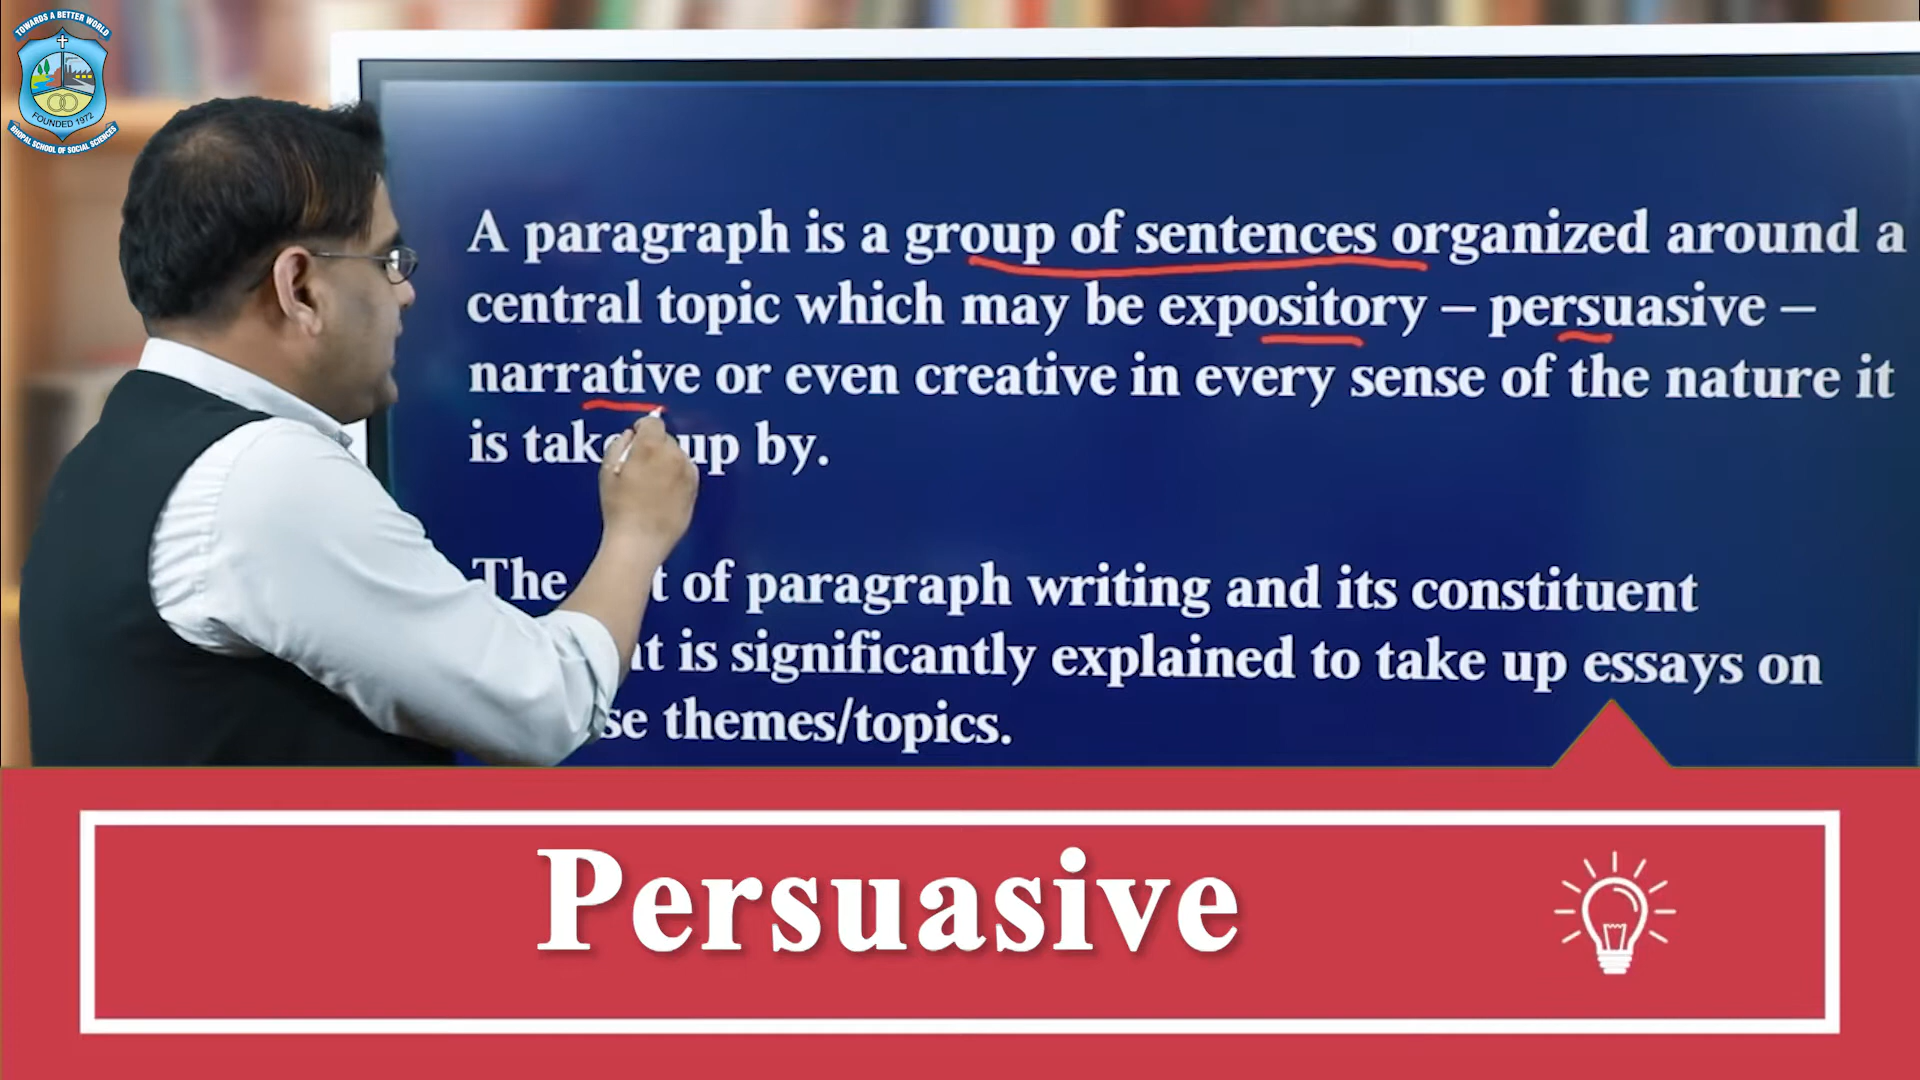 TOWARDS A BETTER WORLD
FOUNDED 1972
BHOPAL SCHOOL OF SOCIAL SCIENCES
A paragraph is a group of sentences organized around a
central topic which may be expository – persuasive –
narrative or even creative in every sense of the nature it
is up by.
The of paragraph writing and its constituent
is significantly explained to take up essays on
themes/topics.
Persuasive